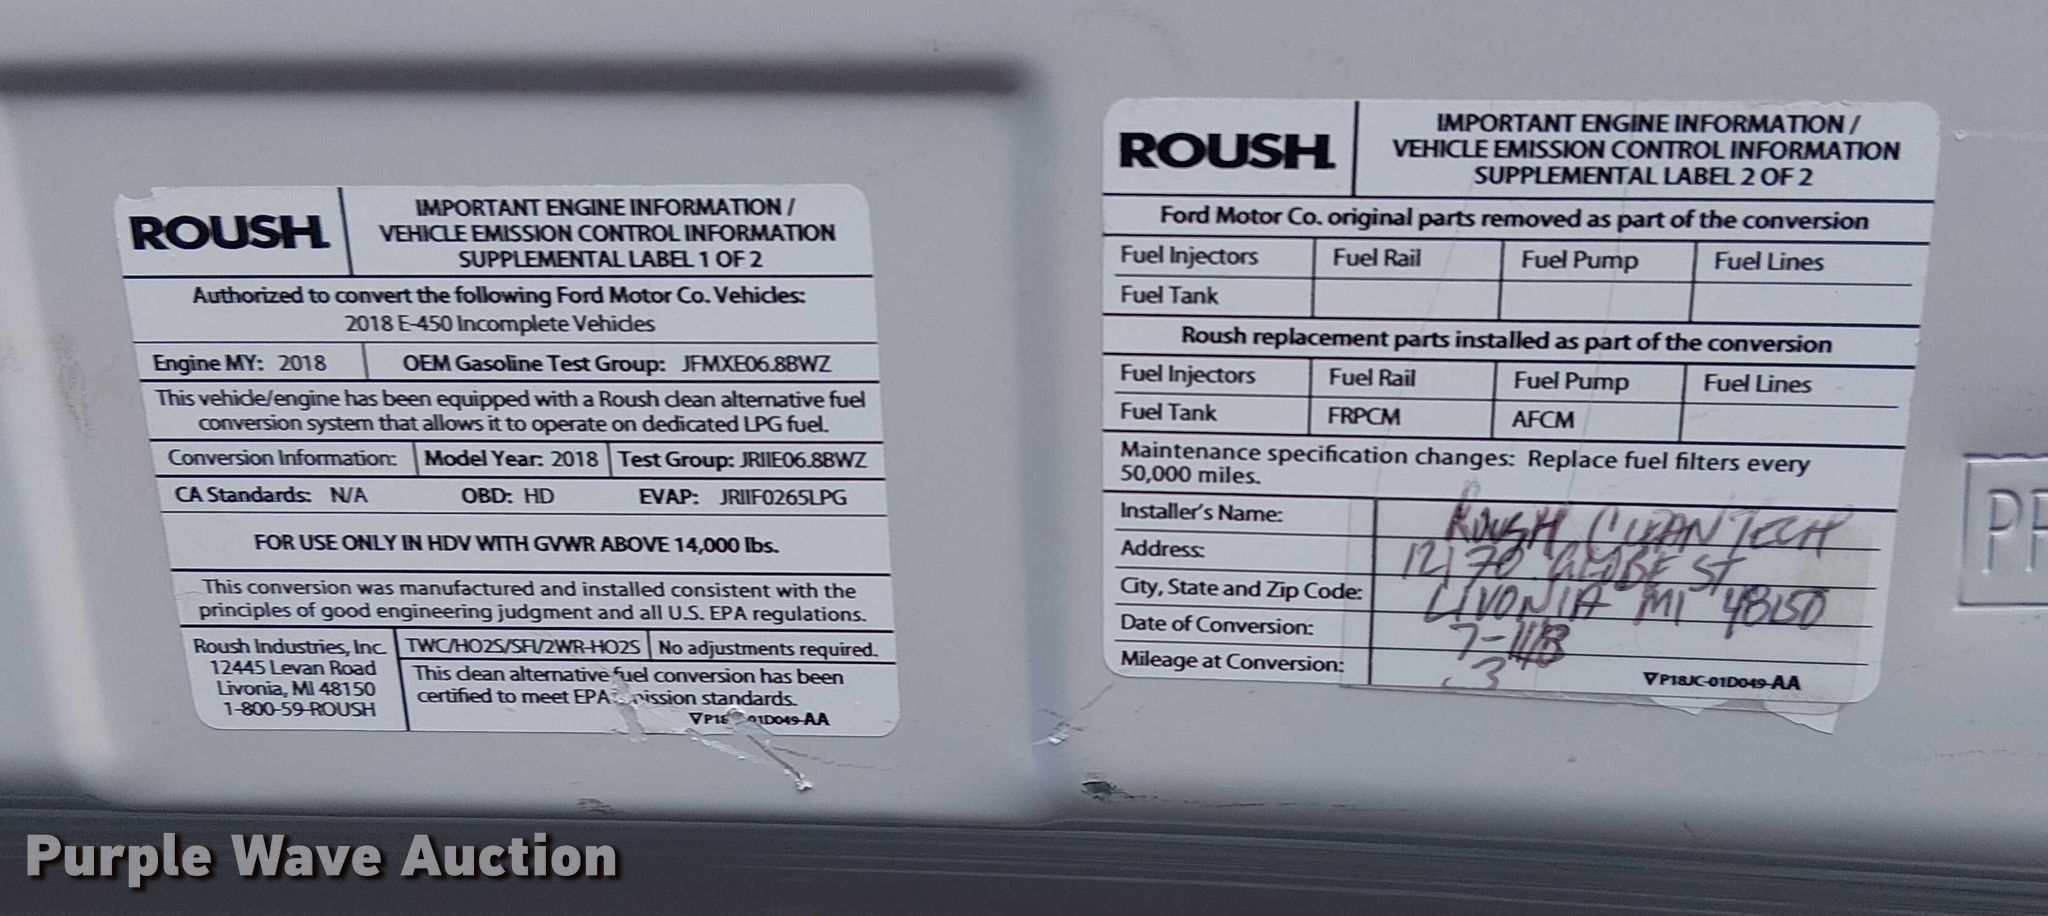 ROUSH
IMPORTANT ENGINE INFORMATION /
VEHICLE EMISSION CONTROL INFORMATION
SUPPLEMENTAL LABEL 1 OF 2
Authorized to convert the following Ford Motor Co. Vehicles:
2018 E-450 Incomplete Vehicles
Engine MY: 2018 OEM Gasoline Test Group: JFMXE06.8BWZ
This vehicle/engine has been equipped with a Roush clean alternative fuel
conversion system that allows it to operate on dedicated LPG fuel.
Conversion Information: Model Year: 2018 Test Group: JRIIE06.8BWZ
CA Standards: N/A OBD: HD EVAP: JRIIF0265LPG
FOR USE ONLY IN HDV WITH GVWR ABOVE 14,000 lbs.
This conversion was manufactured and installed consistent with the
principles of good engineering judgment and all U.S. EPA regulations.
Roush Industries, Inc.
12445 Levan Road
Livonia, MI 48150
1-800-59-ROUSH
TWC/HO2S/SFI/2WR-HO2S No adjustments required.
This clean alternative fuel conversion has been
certified to meet EPA standards.
ROUSH
IMPORTANT ENGINE INFORMATION /
VEHICLE EMISSION CONTROL INFORMATION
SUPPLEMENTAL LABEL 2 OF 2
Ford Motor Co. original parts removed as part of the conversion
Fuel Injectors Fuel Rail Fuel Pump Fuel Lines
Fuel Tank
Roush replacement parts installed as part of the conversion
Fuel Injectors Fuel Rail Fuel Pump Fuel Lines
Fuel Tank FRPCM AFCM
Maintenance specification changes: Replace fuel filters every
50,000 miles.
Installer's Name: ROUSH CLEANTECH
Address: 12170 GLOBE ST
City, State and Zip Code: LIVONIA MI 48150
Date of Conversion:
Mileage at Conversion: 3
P18JC-01D049-AA
Purple Wave Auction